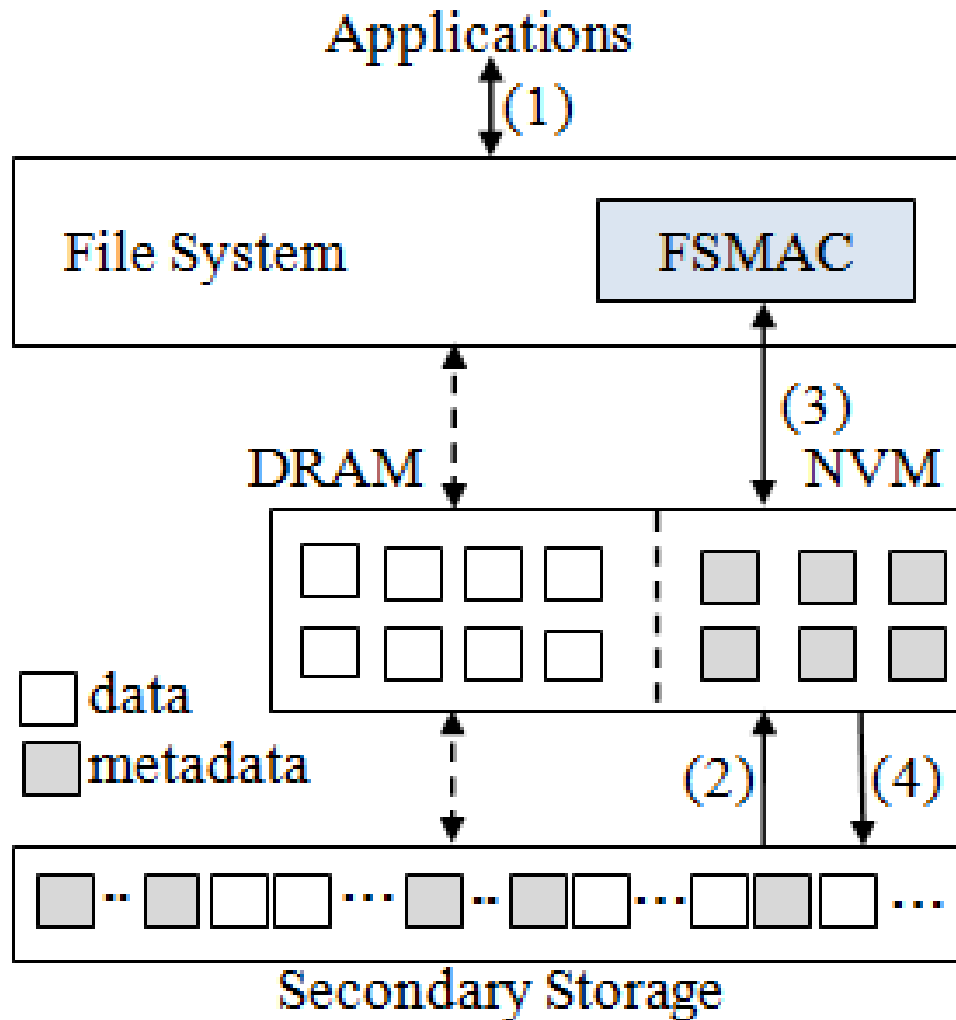 Applications
(1)
File System
FSMAC
(3)
DRAM
NVM
data
metadata
(2)
(4)
Secondary Storage